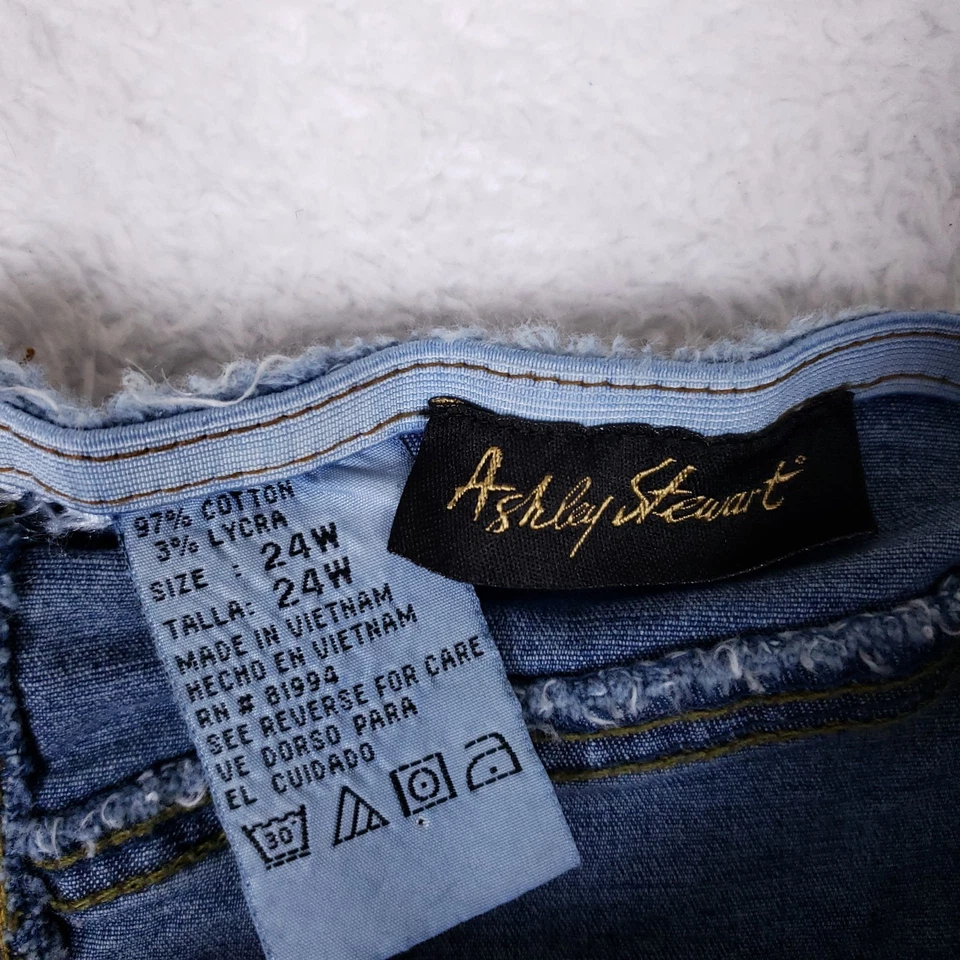 97% COTTON
3% LYCRA
SIZE : 24W
TALLA: 24W
MADE IN VIETNAM
HECHO EN VIETNAM
RN # 81994
SEE REVERSE FOR CARE
VE DORSO PARA
EL CUIDADO
30°
Ashley Stewart